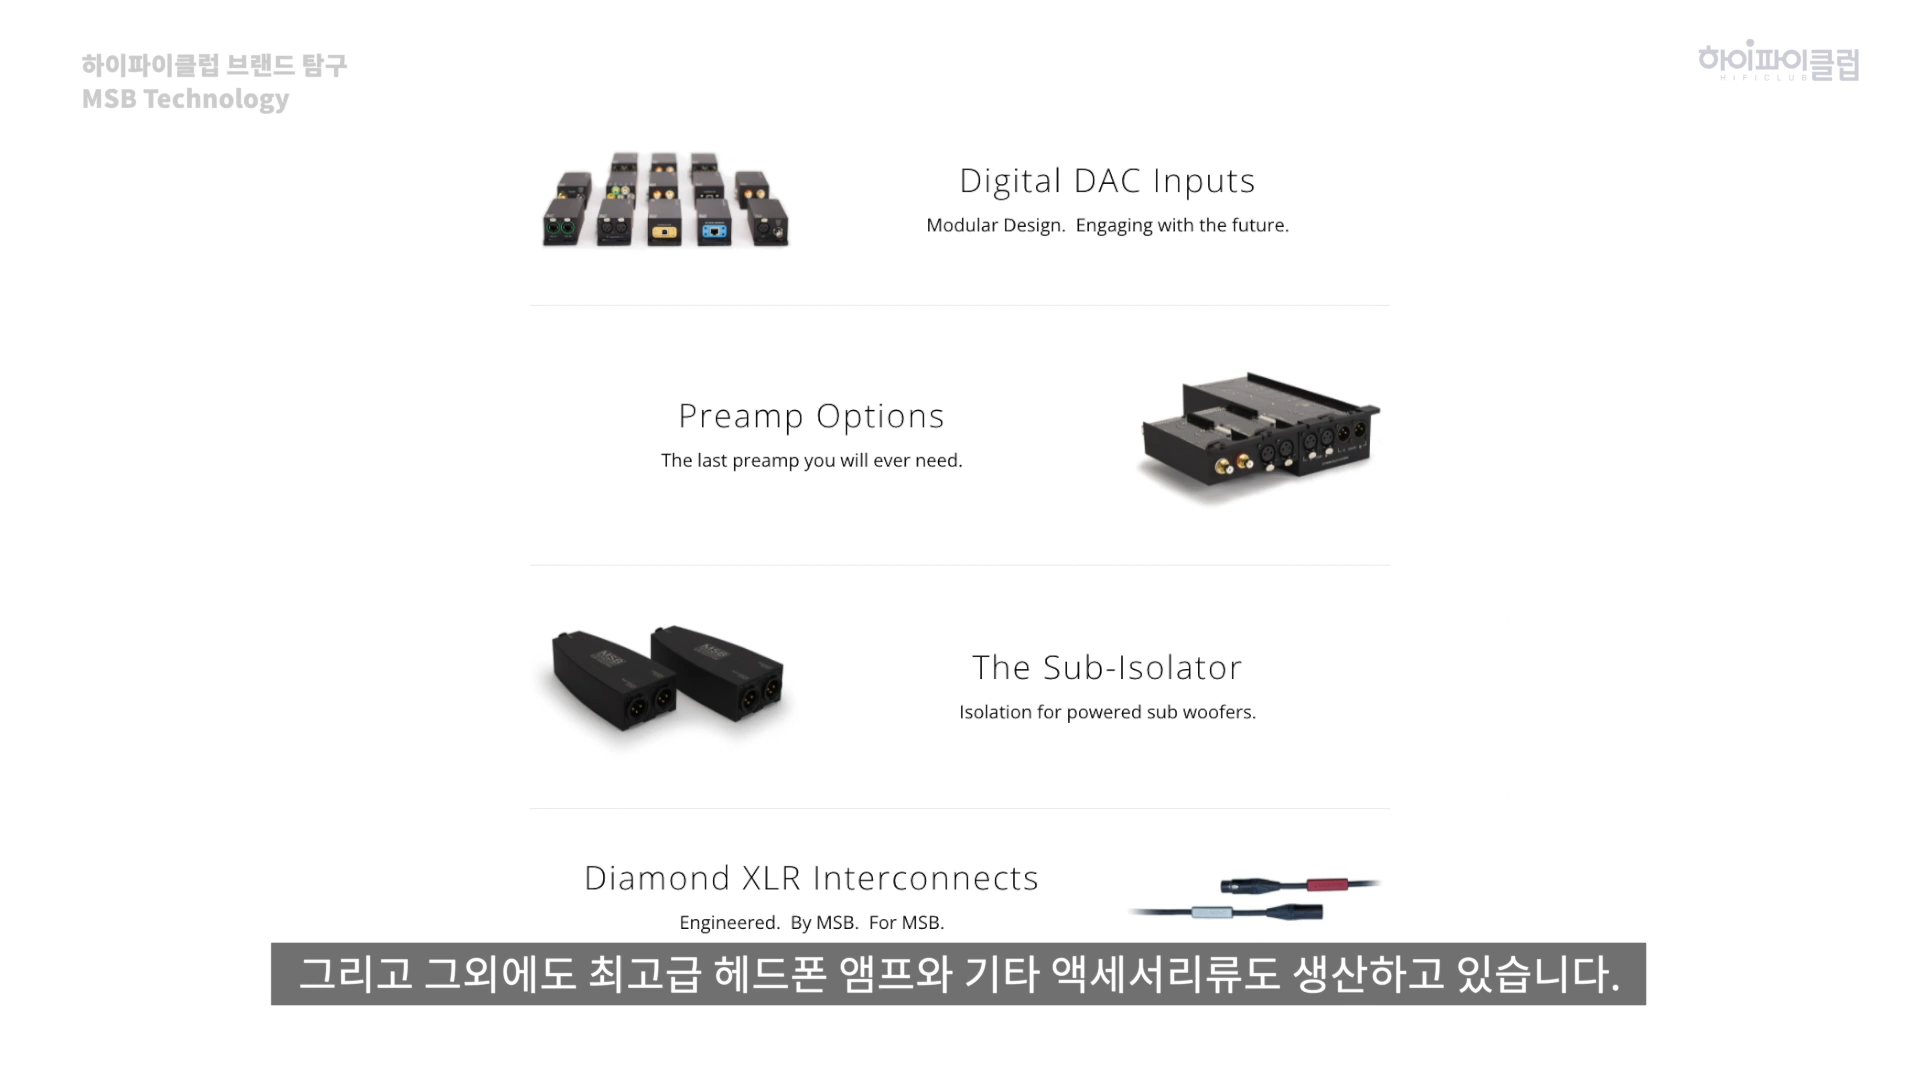 하이파이클럽 브랜드 탐구
MSB Technology
하이파이클럽
HIFICLUB
Digital DAC Inputs
Modular Design. Engaging with the future.
Preamp Options
The last preamp you will ever need.
MSB
MSB
The Sub-Isolator
Isolation for powered sub woofers.
Diamond XLR Interconnects
Engineered. By MSB. For MSB.
그리고 그외에도 최고급 헤드폰 앰프와 기타 액세서리류도 생산하고 있습니다.